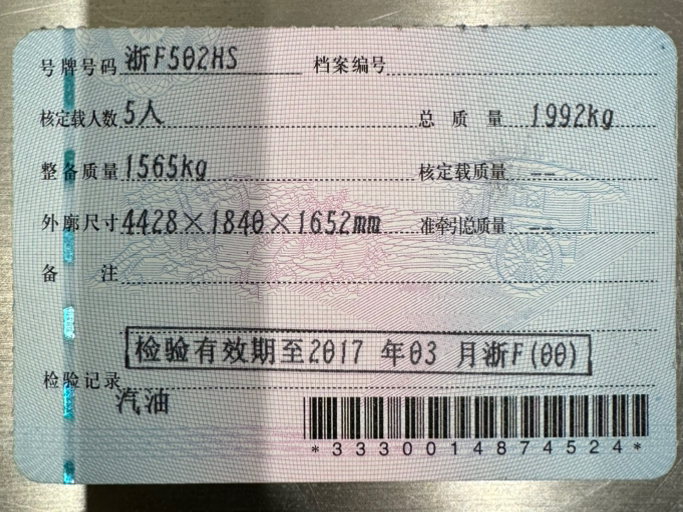 号牌号码 浙F502HS 档案编号
核定载人数 5人 总质量 1992kg
整备质量 1565kg 核定载质量 --
外廓尺寸 4428×1840×1652mm 准牵引总质量 --
备注
检验有效期至2017 年03 月浙F(00)
检验记录
汽油
*3330014874524*